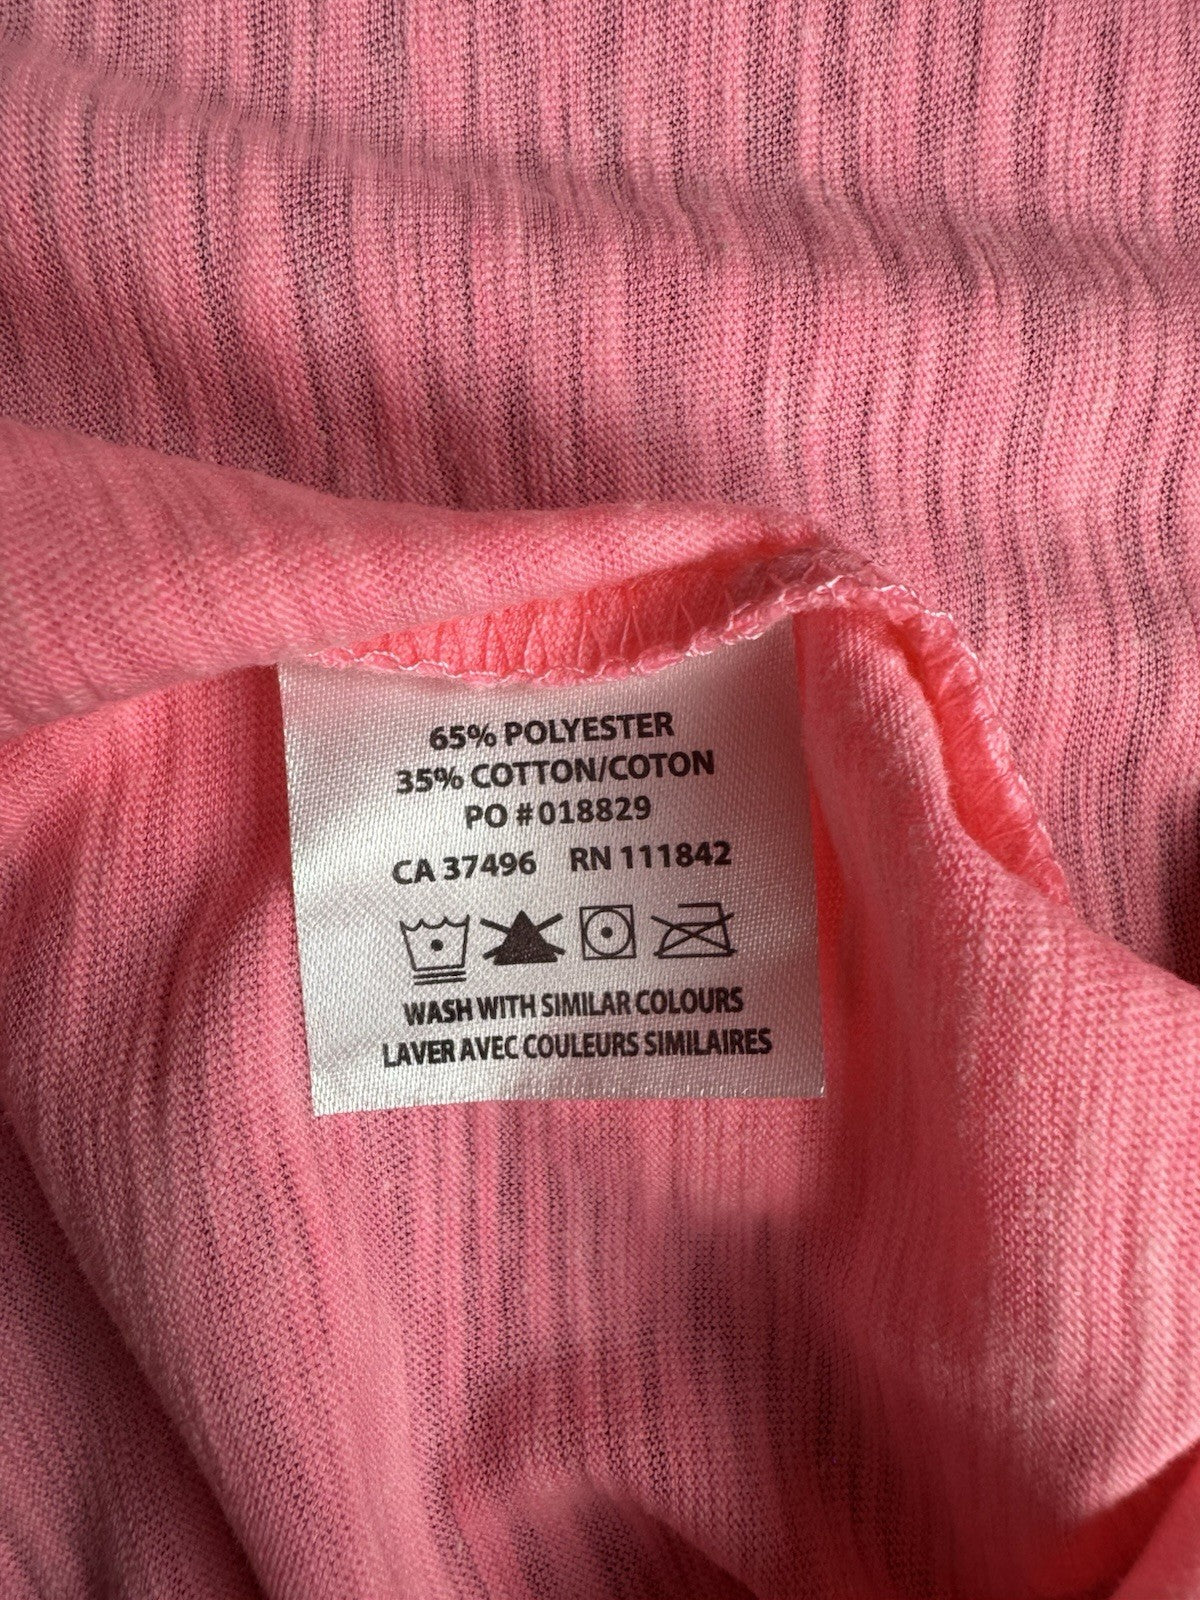 65% POLYESTER
35% COTTON/COTON
PO #018829
CA 37496 RN 111842
WASH WITH SIMILAR COLOURS
LAVER AVEC COULEURS SIMILAIRES